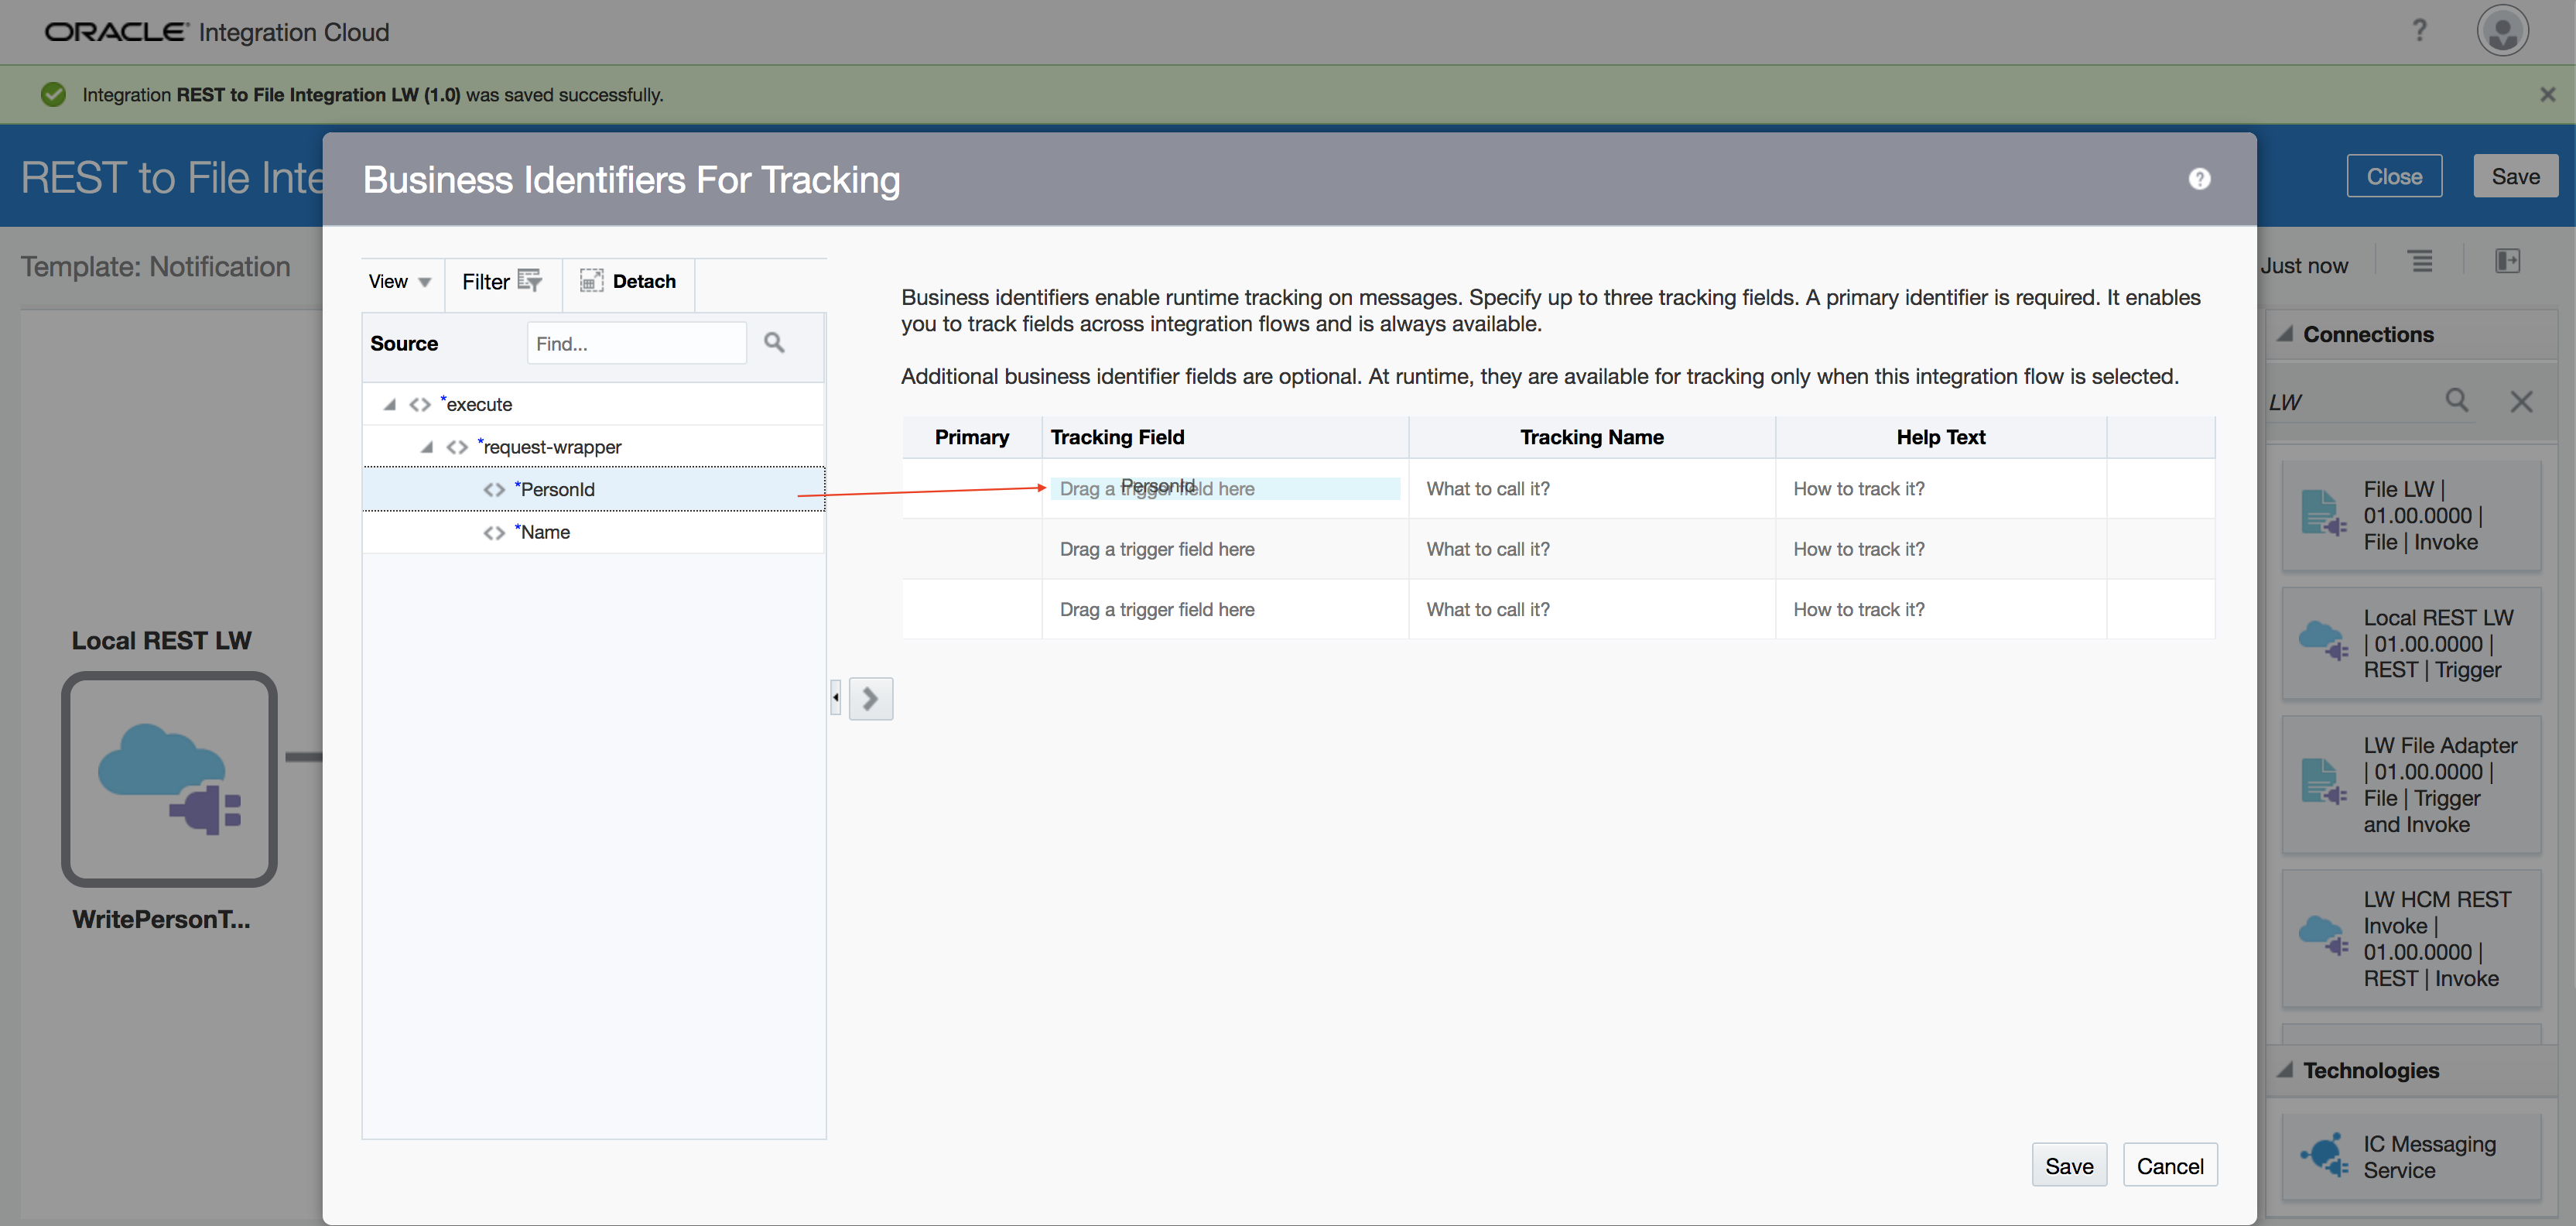 ORACLE Integration Cloud
?
Integration REST to File Integration LW (1.0) was saved successfully.
REST to File Inte
Business Identifiers For Tracking
?
Close
Save
Template: Notification
Just now
View
Filter
Detach
Source
Find...
*execute
*request-wrapper
*PersonId
*Name
Business identifiers enable runtime tracking on messages. Specify up to three tracking fields. A primary identifier is required. It enables
you to track fields across integration flows and is always available.
Additional business identifier fields are optional. At runtime, they are available for tracking only when this integration flow is selected.
Primary
Tracking Field
Tracking Name
Help Text
Drag a trigger field here
PersonId
What to call it?
How to track it?
Drag a trigger field here
What to call it?
How to track it?
Drag a trigger field here
What to call it?
How to track it?
Local REST LW
WritePersonT...
Connections
LW
File LW |
01.00.0000 |
File | Invoke
Local REST LW
| 01.00.0000 |
REST | Trigger
LW File Adapter
| 01.00.0000 |
File | Trigger
and Invoke
LW HCM REST
Invoke |
01.00.0000 |
REST | Invoke
Technologies
IC Messaging
Service
Save
Cancel